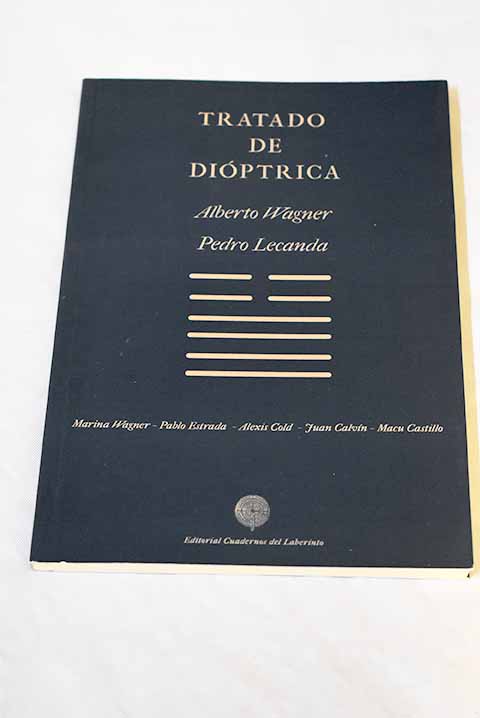 TRATADO
DE
DIÓPTRICA
Alberto Wagner
Pedro Lecanda
Marina Wagner - Pablo Estrada - Alexis Cold - Juan Calvín - Macu Castillo
Editorial Cuadernos del Laberinto